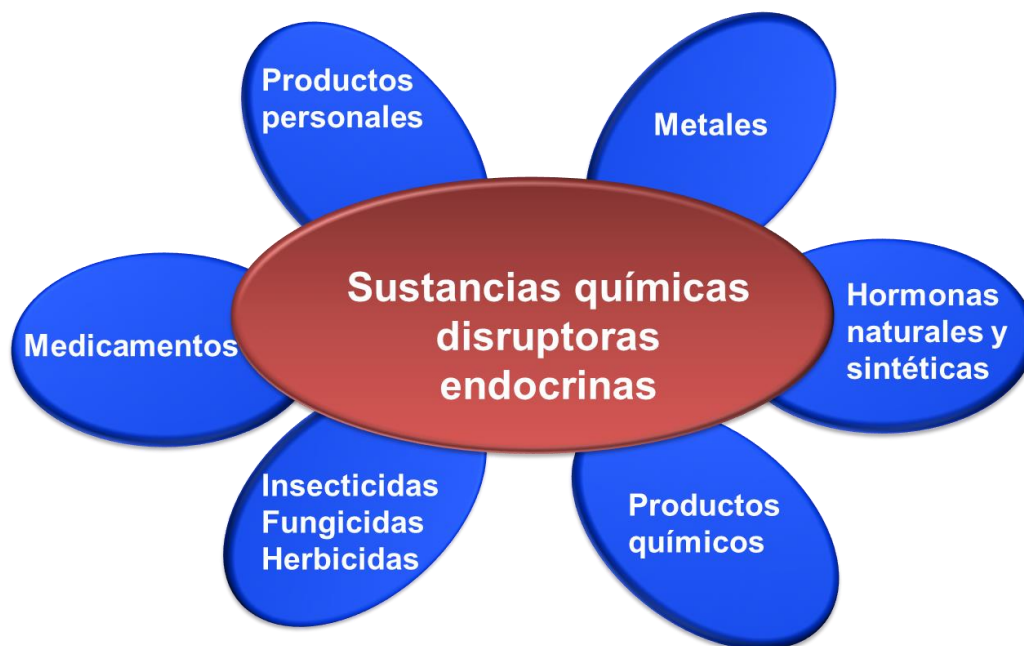 Productos
personales
Metales
Sustancias químicas
disruptoras
endocrinas
Hormonas
naturales y
sintéticas
Medicamentos
Insecticidas
Fungicidas
Herbicidas
Productos
químicos